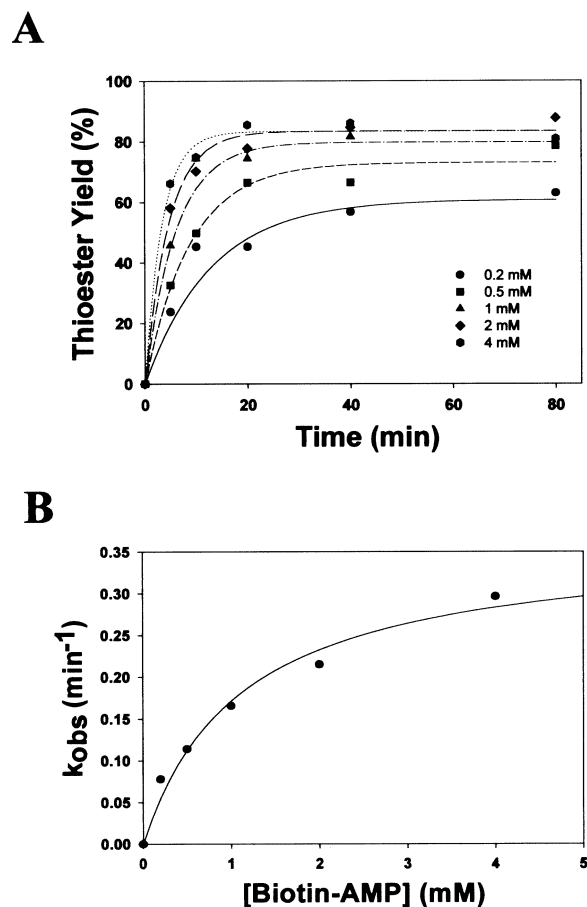 A
Thioester Yield (%)
100
80
60
40
20
0
0.2 mM
0.5 mM
1 mM
2 mM
4 mM
0 20 40 60 80
Time (min)
B
kobs (min-1)
0.35
0.30
0.25
0.20
0.15
0.10
0.05
0.00
0 1 2 3 4 5
[Biotin-AMP] (mM)